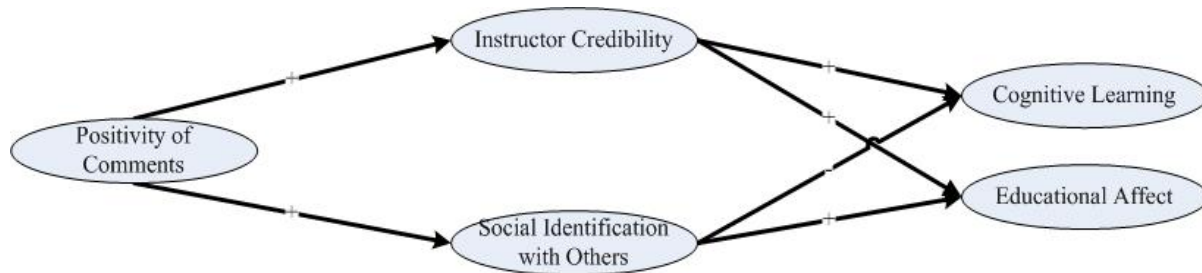 Instructor Credibility
+
+
Cognitive Learning
Positivity of
Comments
+
-
Educational Affect
+
+
Social Identification
with Others